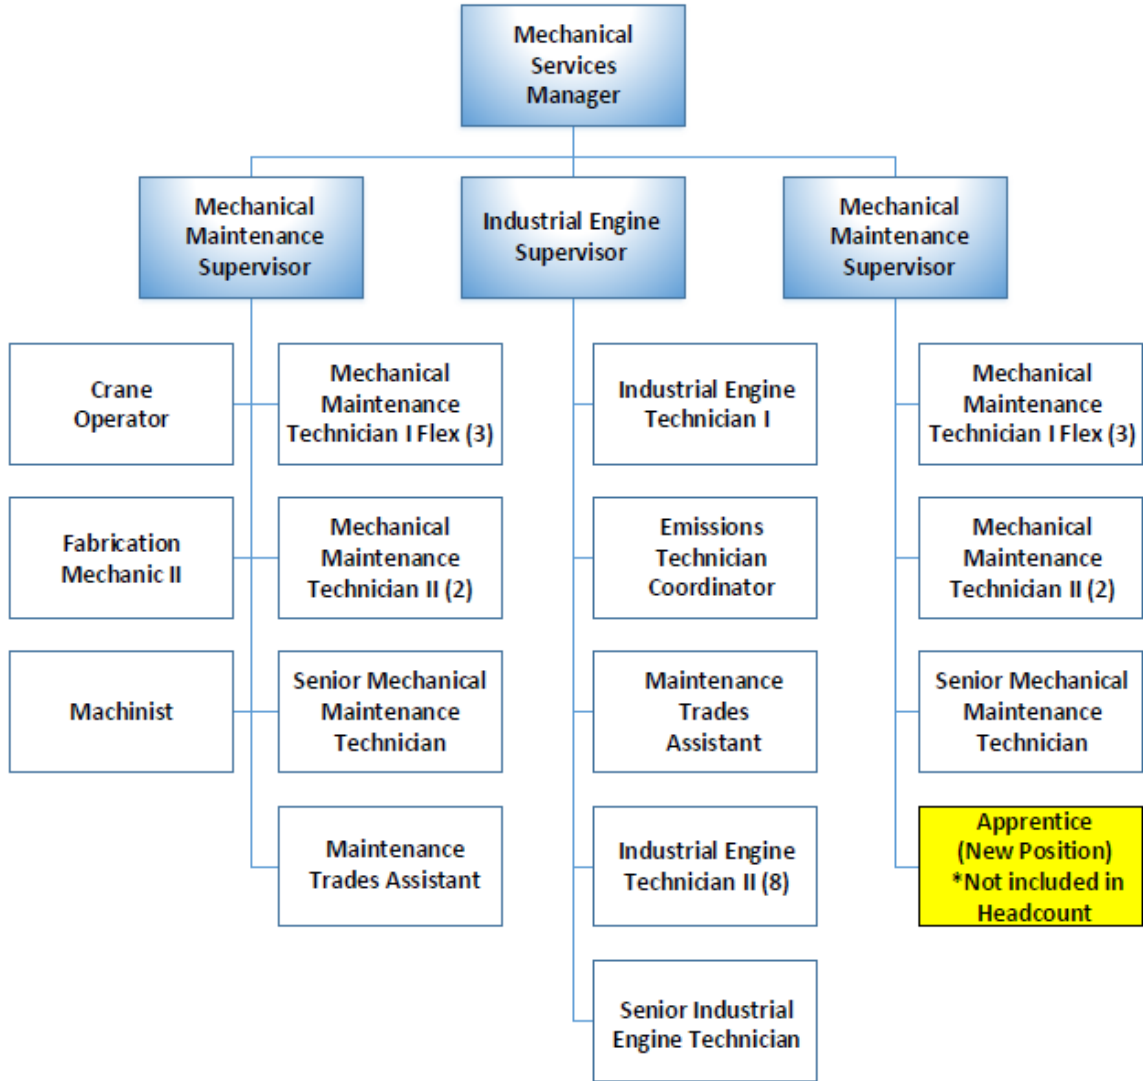 Mechanical
Services
Manager
Mechanical
Maintenance
Supervisor
Industrial Engine
Supervisor
Mechanical
Maintenance
Supervisor
Crane
Operator
Mechanical
Maintenance
Technician I Flex (3)
Industrial Engine
Technician I
Mechanical
Maintenance
Technician I Flex (3)
Fabrication
Mechanic II
Mechanical
Maintenance
Technician II (2)
Emissions
Technician
Coordinator
Mechanical
Maintenance
Technician II (2)
Machinist
Senior Mechanical
Maintenance
Technician
Maintenance
Trades
Assistant
Senior Mechanical
Maintenance
Technician
Maintenance
Trades Assistant
Industrial Engine
Technician II (8)
Apprentice
(New Position)
*Not included in
Headcount
Senior Industrial
Engine Technician